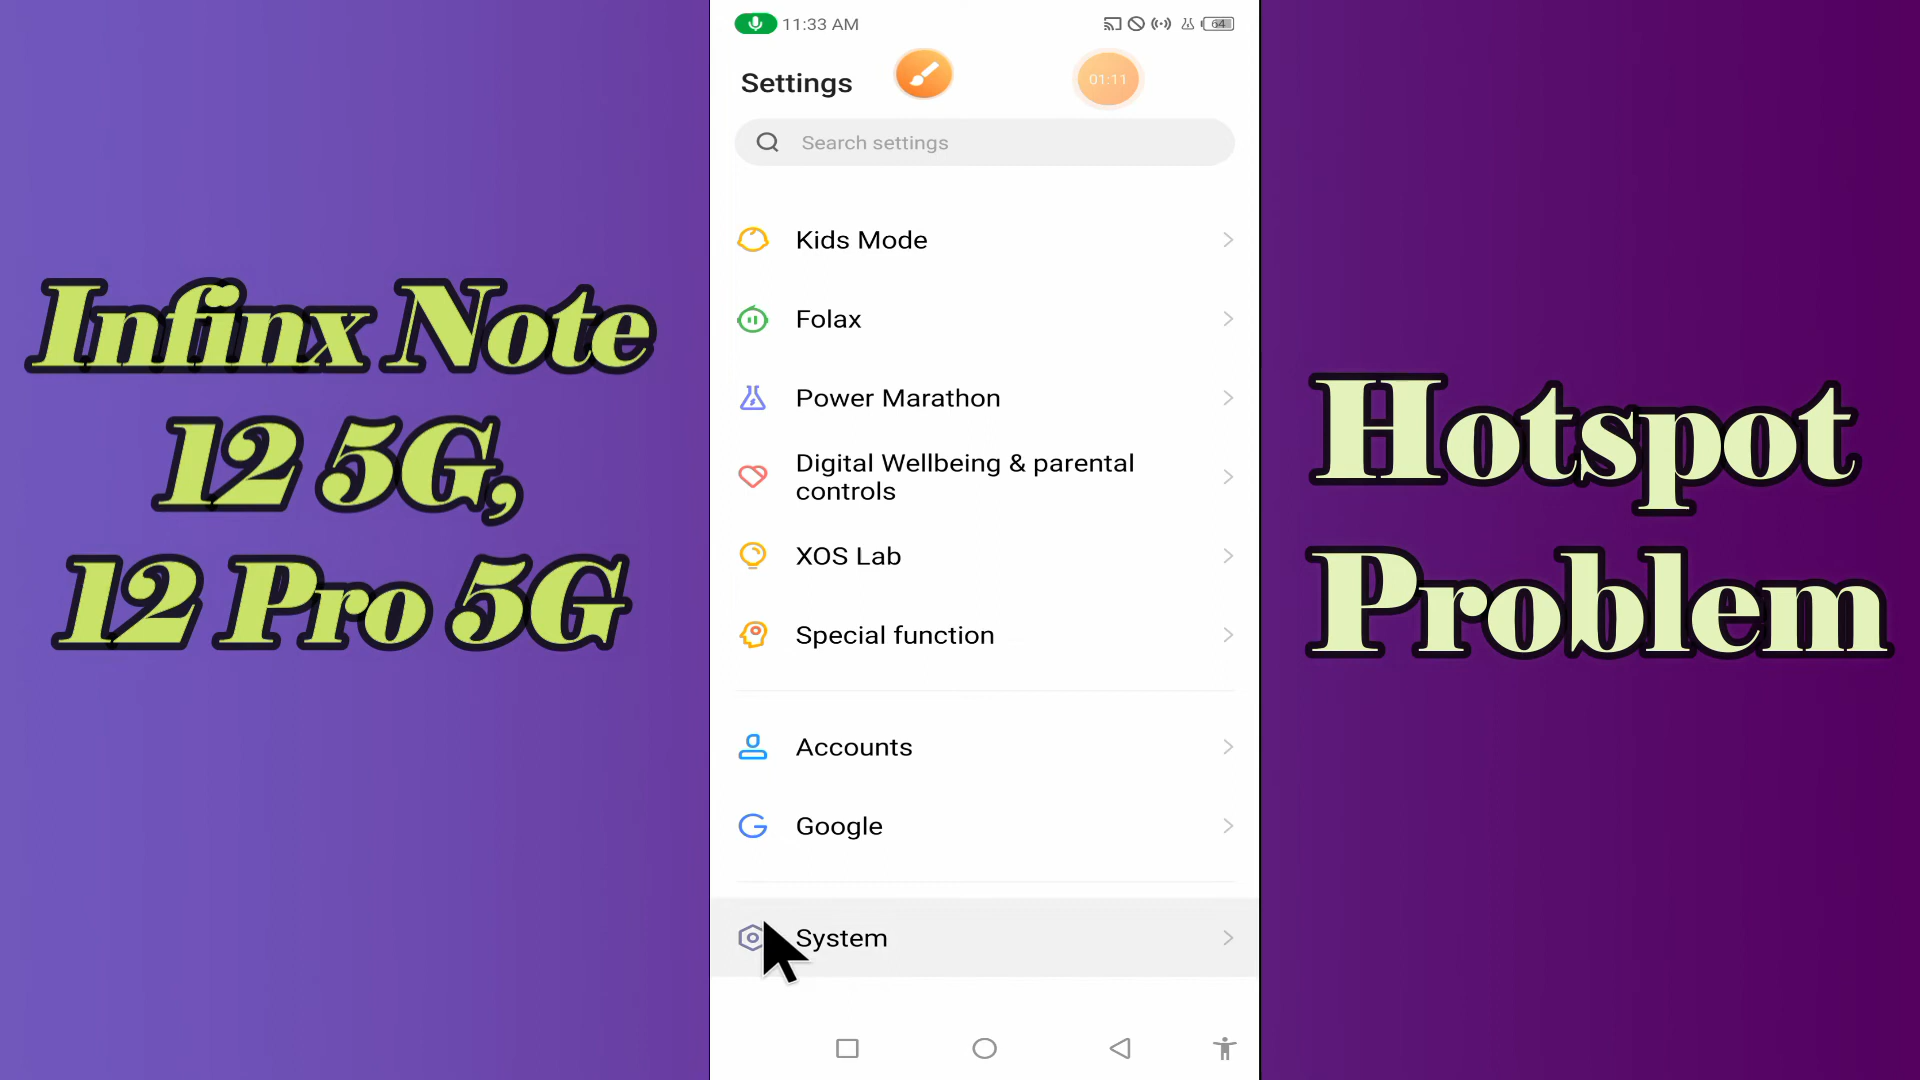 Infinx Note
12 5G,
12 Pro 5G
11:33 AM
64
Settings
01:11
Search settings
Kids Mode
Folax
Power Marathon
Digital Wellbeing & parental
controls
XOS Lab
Special function
Accounts
Google
System
Hotspot
Problem